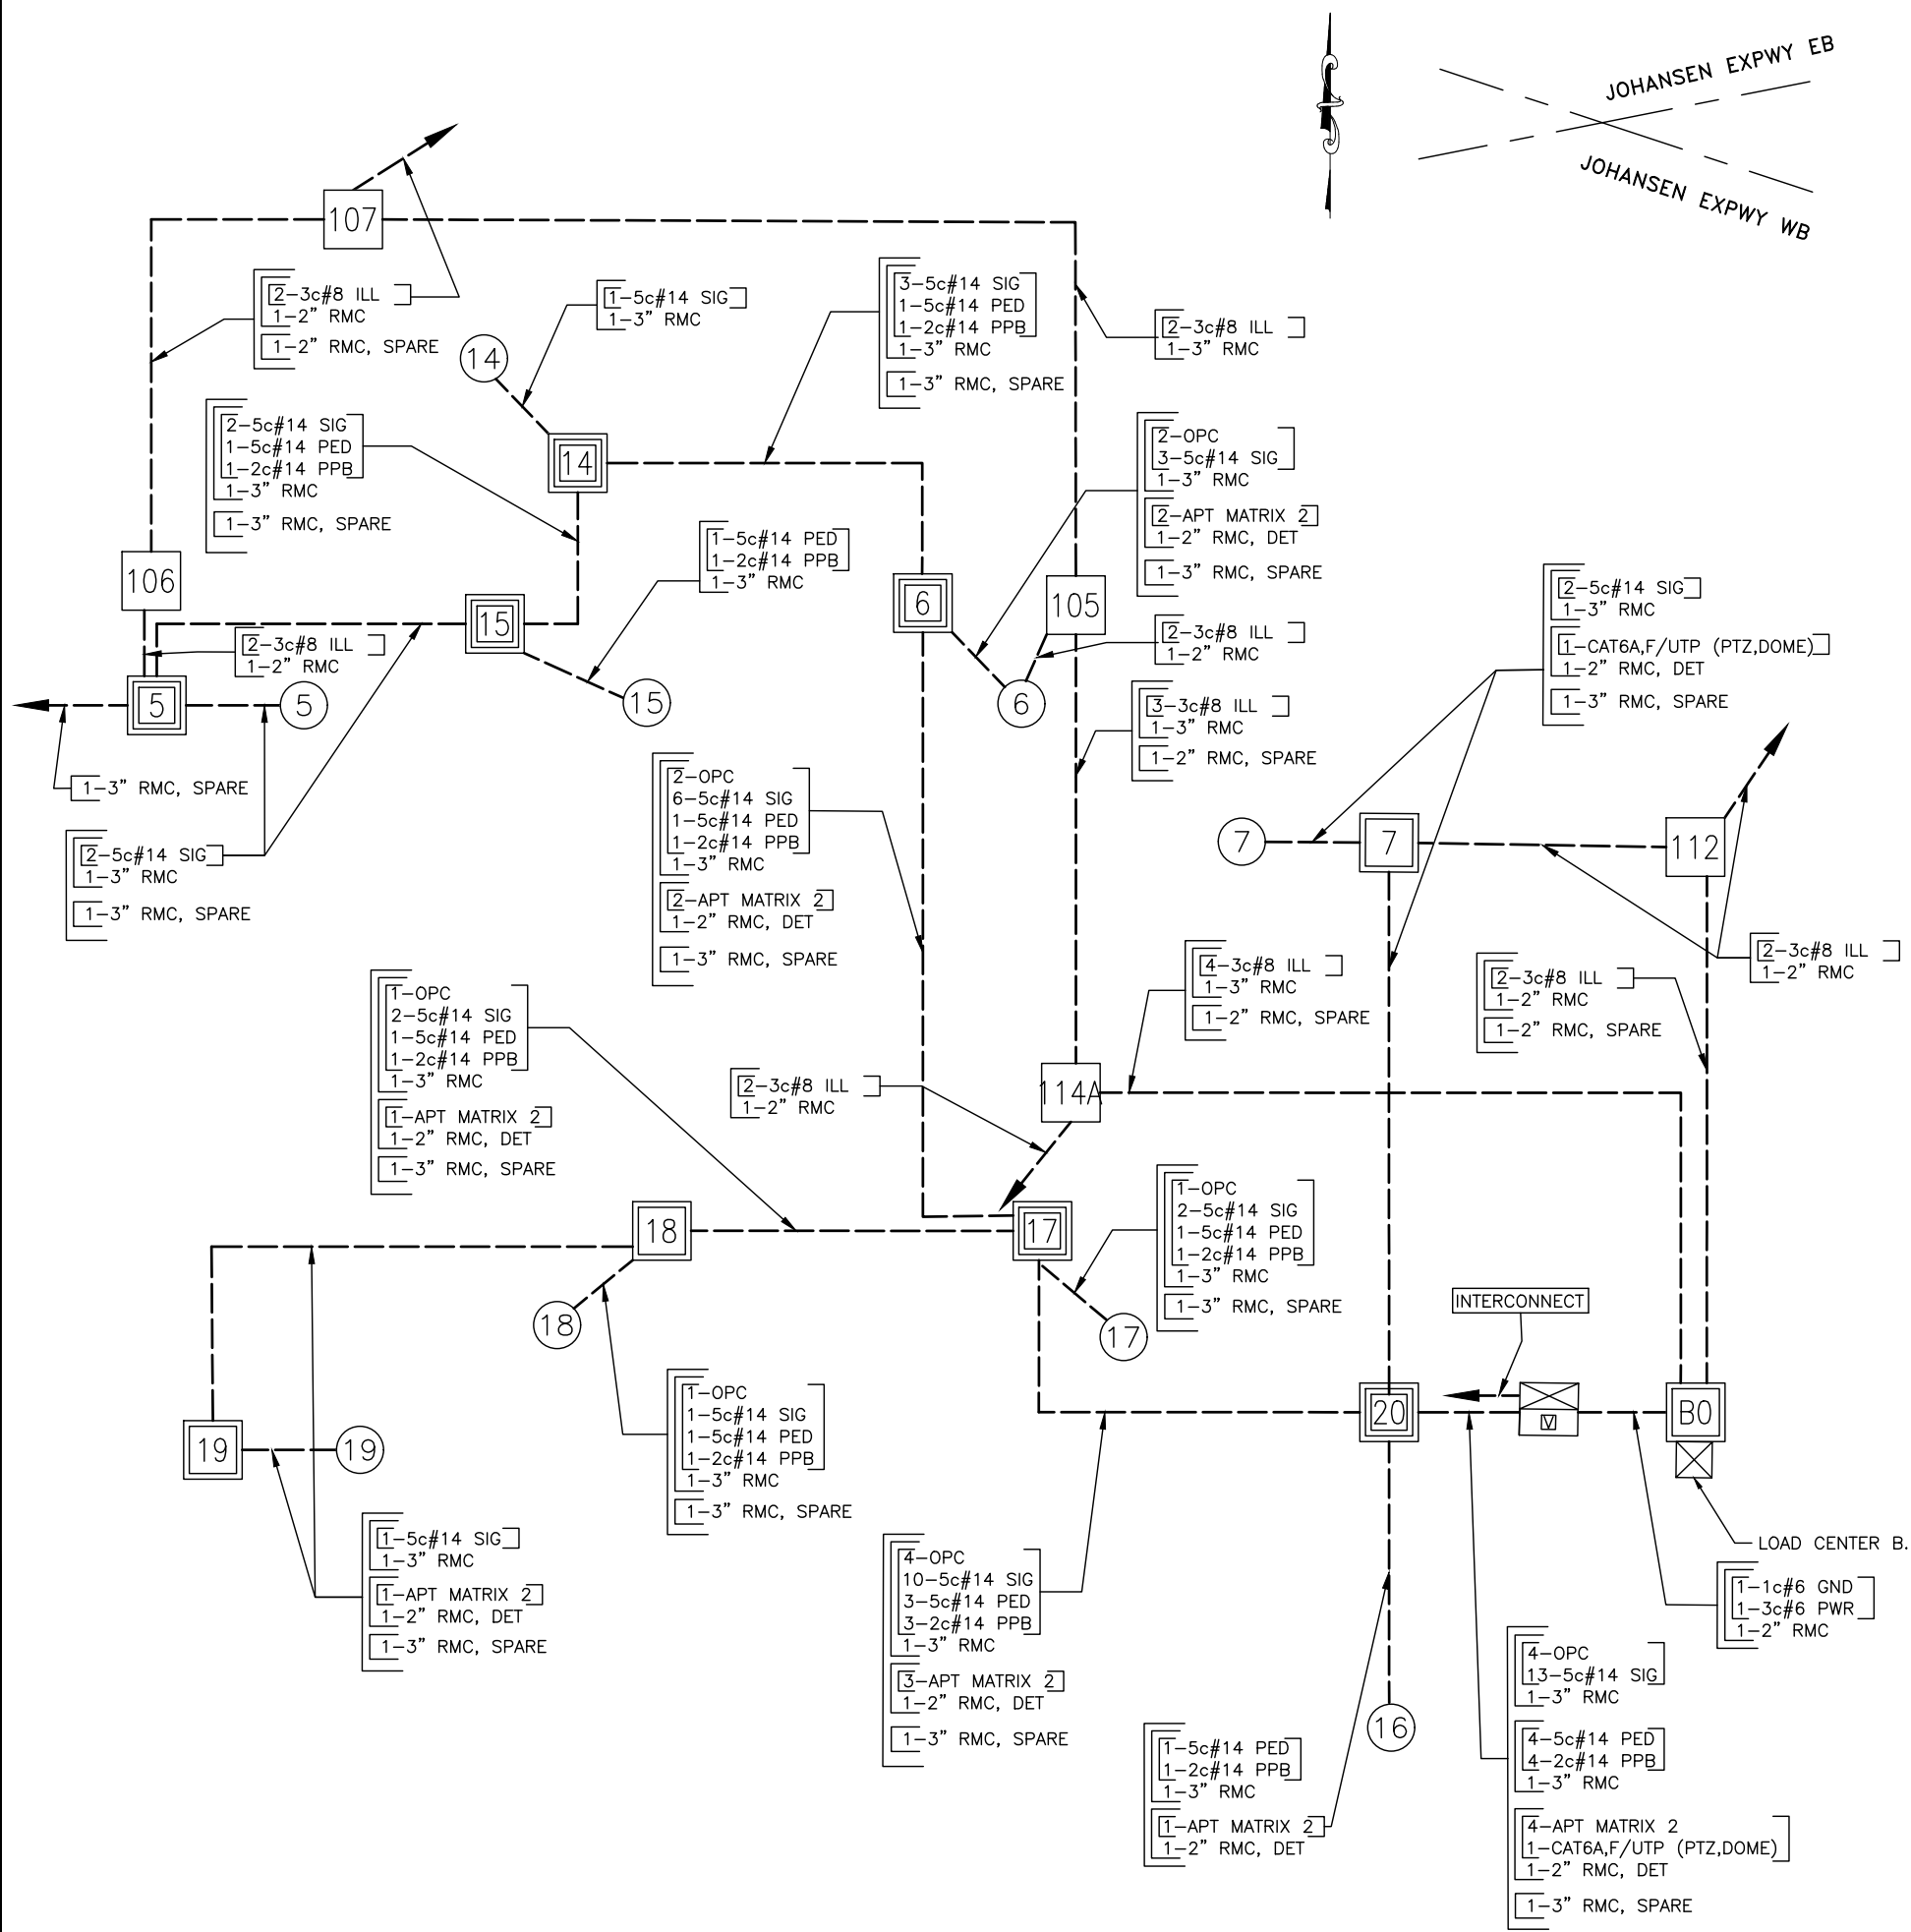 JOHANSEN EXPWY EB
JOHANSEN EXPWY WB
107
2-3c#8 ILL
1-2" RMC
1-2" RMC, SPARE
1-5c#14 SIG
1-3" RMC
14
3-5c#14 SIG
1-5c#14 PED
1-2c#14 PPB
1-3" RMC
1-3" RMC, SPARE
2-3c#8 ILL
1-3" RMC
2-5c#14 SIG
1-5c#14 PED
1-2c#14 PPB
1-3" RMC
1-3" RMC, SPARE
14
2-OPC
3-5c#14 SIG
1-3" RMC
2-APT MATRIX 2
1-2" RMC, DET
1-3" RMC, SPARE
1-5c#14 PED
1-2c#14 PPB
1-3" RMC
106
15
6
105
2-5c#14 SIG
1-3" RMC
1-CAT6A,F/UTP (PTZ,DOME)
1-2" RMC, DET
1-3" RMC, SPARE
2-3c#8 ILL
1-2" RMC
2-3c#8 ILL
1-2" RMC
5
5
15
6
3-3c#8 ILL
1-3" RMC
1-2" RMC, SPARE
1-3" RMC, SPARE
2-OPC
6-5c#14 SIG
1-5c#14 PED
1-2c#14 PPB
1-3" RMC
2-APT MATRIX 2
1-2" RMC, DET
1-3" RMC, SPARE
2-5c#14 SIG
1-3" RMC
1-3" RMC, SPARE
7
7
112
4-3c#8 ILL
1-3" RMC
1-2" RMC, SPARE
2-3c#8 ILL
1-2" RMC
1-2" RMC, SPARE
2-3c#8 ILL
1-2" RMC
1-OPC
2-5c#14 SIG
1-5c#14 PED
1-2c#14 PPB
1-3" RMC
1-APT MATRIX 2
1-2" RMC, DET
1-3" RMC, SPARE
2-3c#8 ILL
1-2" RMC
114A
18
17
1-OPC
2-5c#14 SIG
1-5c#14 PED
1-2c#14 PPB
1-3" RMC
1-3" RMC, SPARE
18
17
INTERCONNECT
19
19
1-OPC
1-5c#14 SIG
1-5c#14 PED
1-2c#14 PPB
1-3" RMC
1-3" RMC, SPARE
20
V
B0
LOAD CENTER B.
1-5c#14 SIG
1-3" RMC
1-APT MATRIX 2
1-2" RMC, DET
1-3" RMC, SPARE
4-OPC
10-5c#14 SIG
3-5c#14 PED
3-2c#14 PPB
1-3" RMC
3-APT MATRIX 2
1-2" RMC, DET
1-3" RMC, SPARE
1-1c#6 GND
1-3c#6 PWR
1-2" RMC
16
1-5c#14 PED
1-2c#14 PPB
1-3" RMC
1-APT MATRIX 2
1-2" RMC, DET
4-OPC
13-5c#14 SIG
1-3" RMC
4-5c#14 PED
4-2c#14 PPB
1-3" RMC
4-APT MATRIX 2
1-CAT6A,F/UTP (PTZ,DOME)
1-2" RMC, DET
1-3" RMC, SPARE